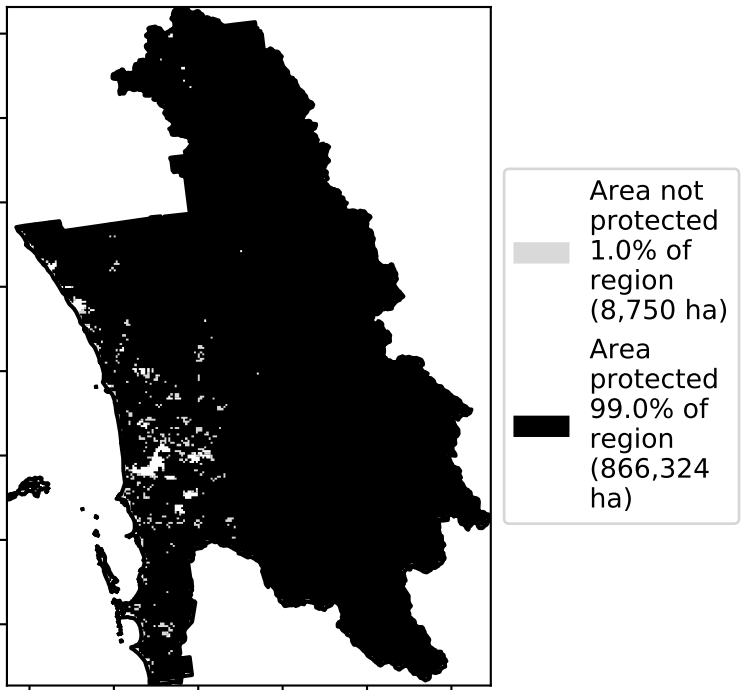 Area not
protected
1.0% of
region
(8,750 ha)
Area
protected
99.0% of
region
(866,324
ha)